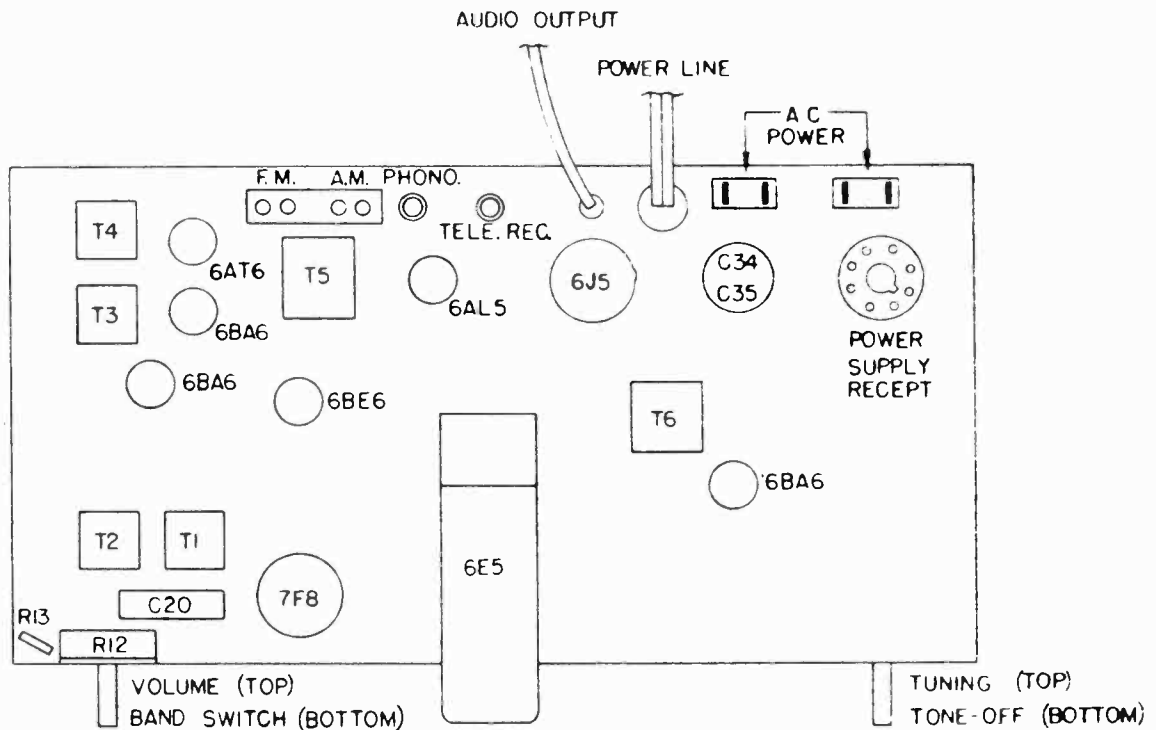 AUDIO OUTPUT
POWER LINE
A C
POWER
F.M. A.M. PHONO.
TELE. REC.
T4
6AT6
T5
6AL5
6J5
C34
C35
T3
6BA6
POWER
SUPPLY
RECEPT
6BA6
6BE6
T6
6BA6
T2
T1
6E5
7F8
C20
R13
R12
VOLUME (TOP)
BAND SWITCH (BOTTOM)
TUNING (TOP)
TONE-OFF (BOTTOM)